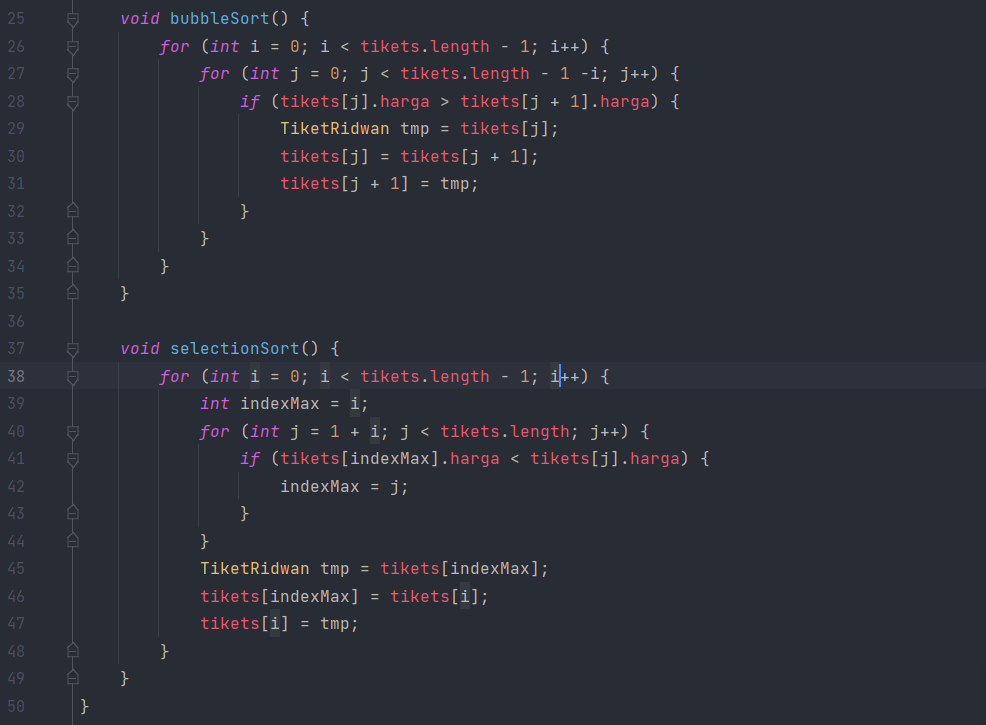 25 void bubbleSort() {
26 for (int i = 0; i < tikets.length - 1; i++) {
27 for (int j = 0; j < tikets.length - 1 -i; j++) {
28 if (tikets[j].harga > tikets[j + 1].harga) {
29 TiketRidwan tmp = tikets[j];
30 tikets[j] = tikets[j + 1];
31 tikets[j + 1] = tmp;
32 }
33 }
34 }
35 }
36
37 void selectionSort() {
38 for (int i = 0; i < tikets.length - 1; i++) {
39 int indexMax = i;
40 for (int j = 1 + i; j < tikets.length; j++) {
41 if (tikets[indexMax].harga < tikets[j].harga) {
42 indexMax = j;
43 }
44 }
45 TiketRidwan tmp = tikets[indexMax];
46 tikets[indexMax] = tikets[i];
47 tikets[i] = tmp;
48 }
49 }
50 }